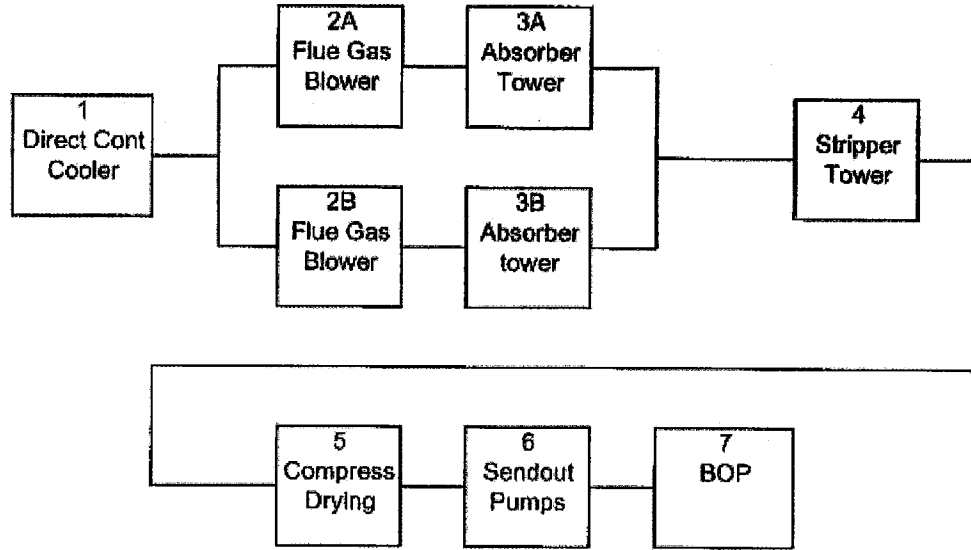 1
Direct Cont
Cooler
2A
Flue Gas
Blower
3A
Absorber
Tower
2B
Flue Gas
Blower
3B
Absorber
tower
4
Stripper
Tower
5
Compress
Drying
6
Sendout
Pumps
7
BOP